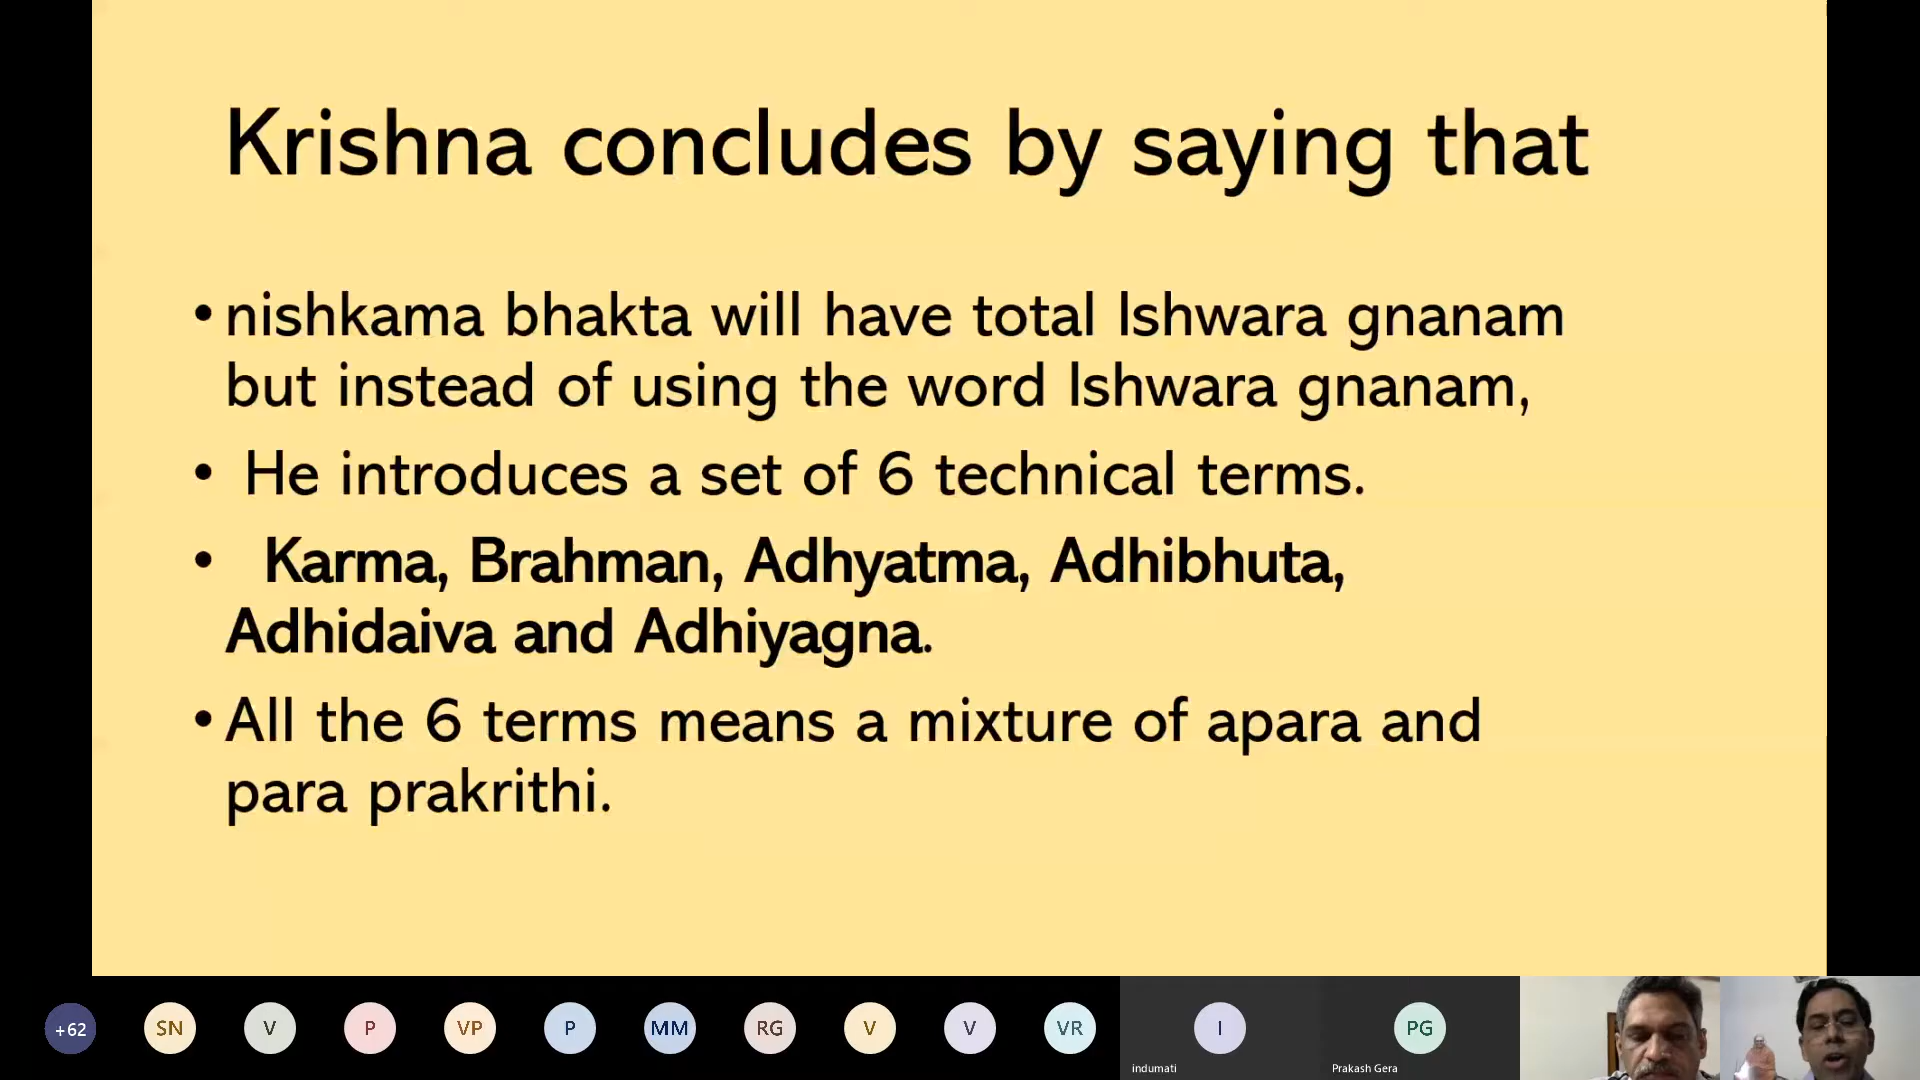 Krishna concludes by saying that
• nishkama bhakta will have total Ishwara gnanam
but instead of using the word Ishwara gnanam,
• He introduces a set of 6 technical terms.
• Karma, Brahman, Adhyatma, Adhibhuta,
Adhidaiva and Adhiyagna.
• All the 6 terms means a mixture of apara and
para prakrithi.
+62 SN V P VP P MM RG V V VR I PG
indumati Prakash Gera